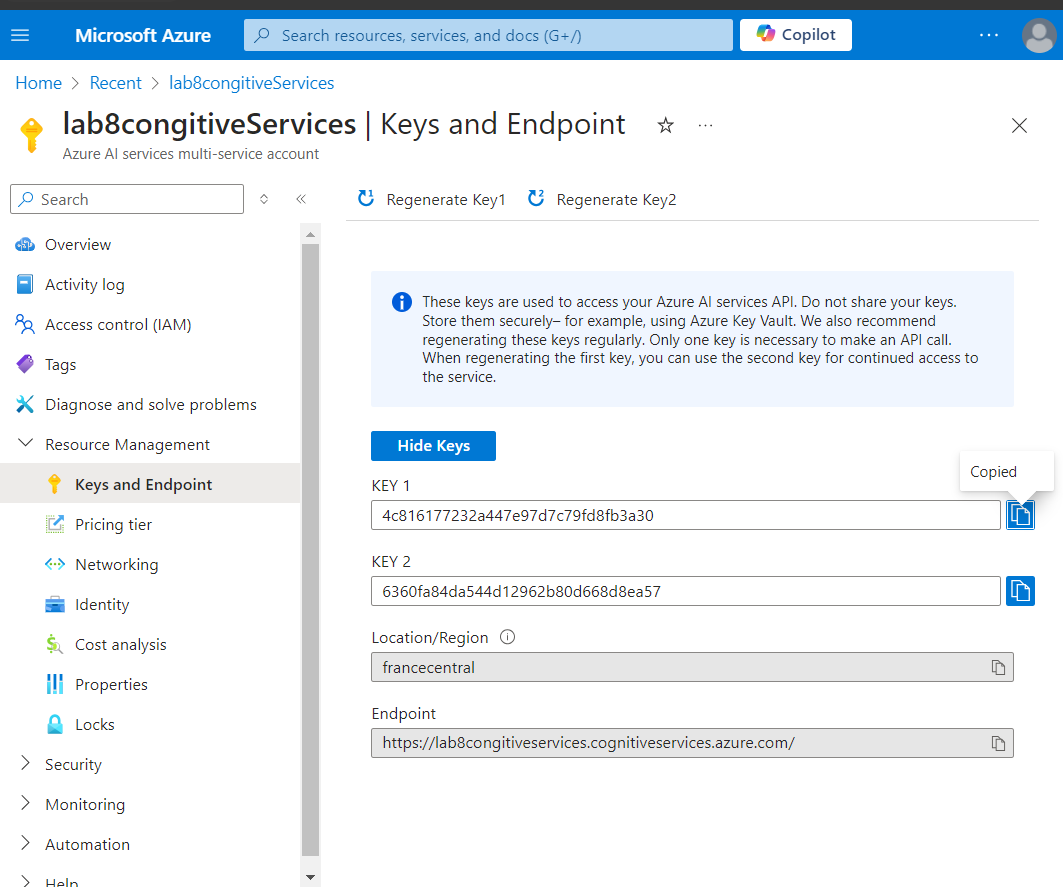 Microsoft Azure
Search resources, services, and docs (G+/)
Copilot
Home > Recent > lab8congitiveServices
lab8congitiveServices | Keys and Endpoint
Azure AI services multi-service account
Search
Regenerate Key1
Regenerate Key2
Overview
Activity log
Access control (IAM)
Tags
Diagnose and solve problems
Resource Management
Keys and Endpoint
Pricing tier
Networking
Identity
Cost analysis
Properties
Locks
Security
Monitoring
Automation
Help
These keys are used to access your Azure AI services API. Do not share your keys.
Store them securely– for example, using Azure Key Vault. We also recommend
regenerating these keys regularly. Only one key is necessary to make an API call.
When regenerating the first key, you can use the second key for continued access to
the service.
Hide Keys
Copied
KEY 1
4c816177232a447e97d7c79fd8fb3a30
KEY 2
6360fa84da544d12962b80d668d8ea57
Location/Region
francecentral
Endpoint
https://lab8congitiveservices.cognitiveservices.azure.com/